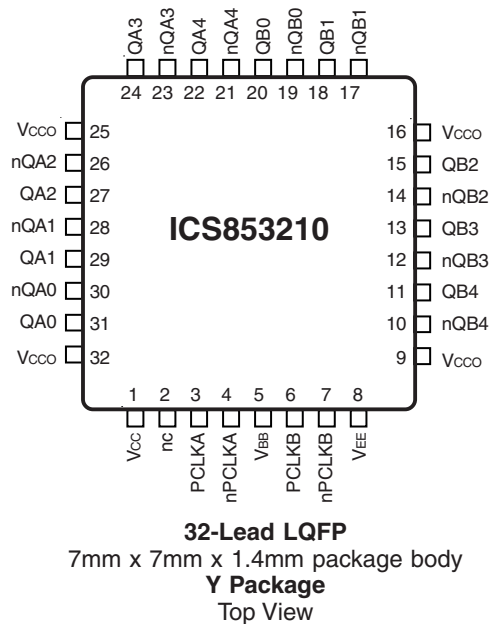 QA3 nQA3 QA4 nQA4 QB0 nQB0 QB1 nQB1
24 23 22 21 20 19 18 17
VCCO 25 16 VCCO
nQA2 26 15 QB2
QA2 27 14 nQB2
nQA1 28 ICS853210 13 QB3
QA1 29 12 nQB3
nQA0 30 11 QB4
QA0 31 10 nQB4
VCCO 32 9 VCCO
1 2 3 4 5 6 7 8
VCC nc PCLKA nPCLKA VBB PCLKB nPCLKB VEE
32-Lead LQFP
7mm x 7mm x 1.4mm package body
Y Package
Top View